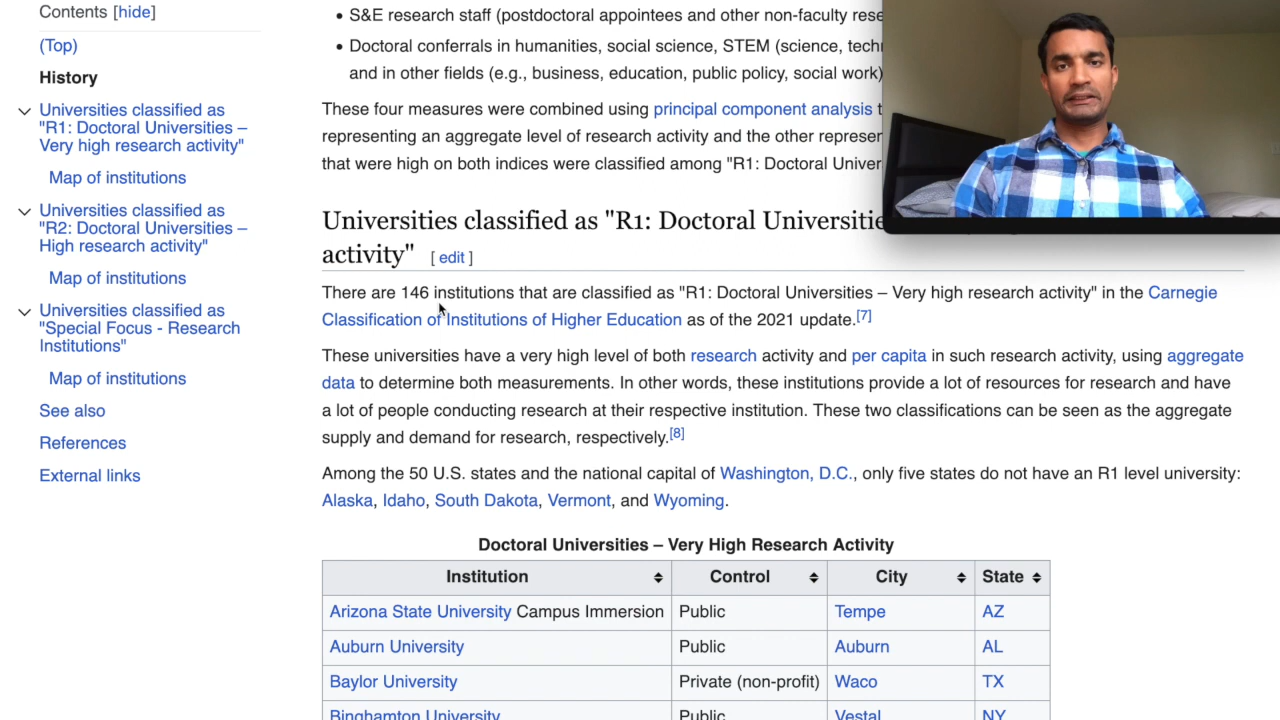 Contents [hide]
(Top)
History
Universities classified as
"R1: Doctoral Universities –
Very high research activity"
Map of institutions
Universities classified as
"R2: Doctoral Universities –
High research activity"
Map of institutions
Universities classified as
"Special Focus - Research
Institutions"
Map of institutions
See also
References
External links
• S&E research staff (postdoctoral appointees and other non-faculty
• Doctoral conferrals in humanities, social science, STEM (science,
and in other fields (e.g., business, education, public policy, social work)
These four measures were combined using principal component analysis
representing an aggregate level of research activity and the other
that were high on both indices were classified among "R1: Doctoral
Universities classified as "R1: Doctoral
activity" [ edit ]
There are 146 institutions that are classified as "R1: Doctoral Universities – Very high research activity" in the Carnegie
Classification of Institutions of Higher Education as of the 2021 update.[7]
These universities have a very high level of both research activity and per capita in such research activity, using aggregate
data to determine both measurements. In other words, these institutions provide a lot of resources for research and have
a lot of people conducting research at their respective institution. These two classifications can be seen as the aggregate
supply and demand for research, respectively.[8]
Among the 50 U.S. states and the national capital of Washington, D.C., only five states do not have an R1 level university:
Alaska, Idaho, South Dakota, Vermont, and Wyoming.
Doctoral Universities – Very High Research Activity
Institution Control City State
Arizona State University Campus Immersion Public Tempe AZ
Auburn University Public Auburn AL
Baylor University Private (non-profit) Waco TX
Binghamton University Public Vestal NY